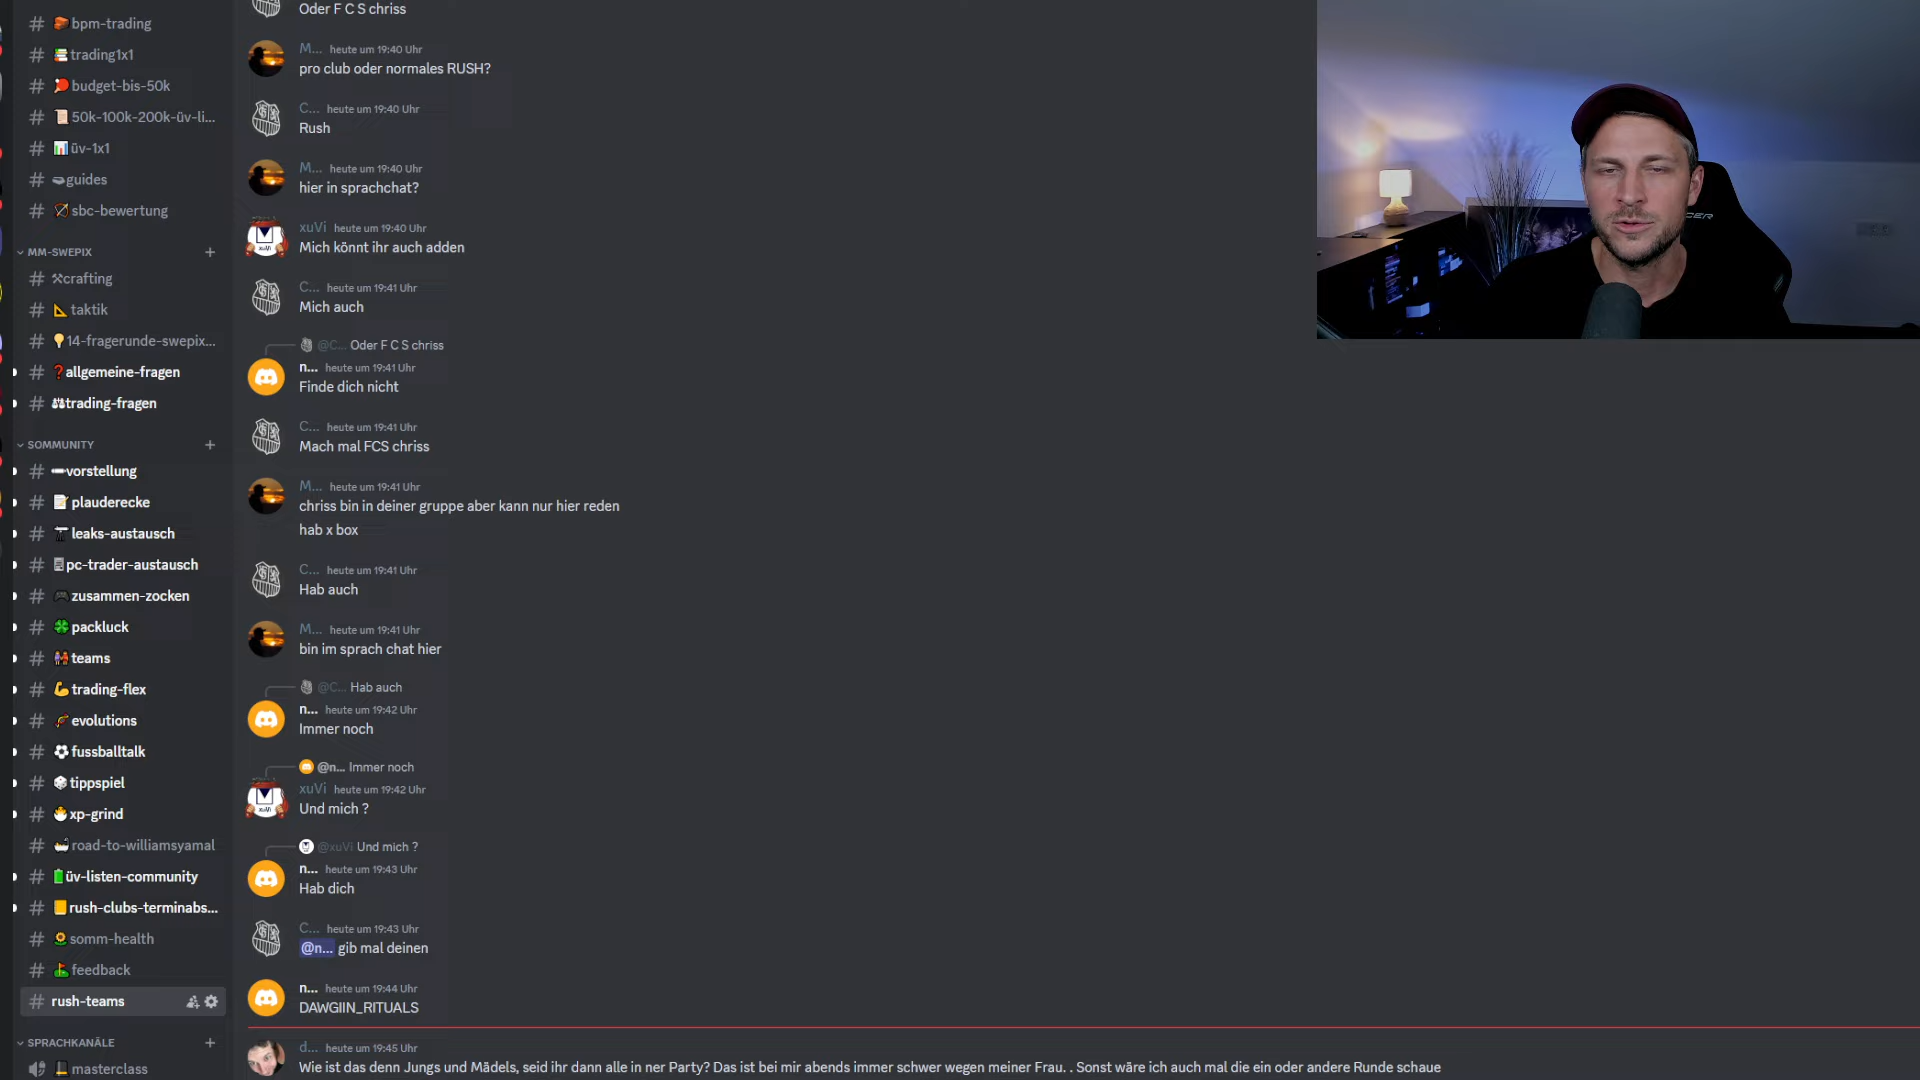 bpm-trading
trading1x1
budget-bis-50k
50k-100k-200k-üv-li...
üv-1x1
guides
sbc-bewertung
MM-SWEPIX
crafting
taktik
14-fragerunde-swepix...
allgemeine-fragen
trading-fragen
SOMMUNITY
vorstellung
plauderecke
leaks-austausch
pc-trader-austausch
zusammen-zocken
packluck
teams
trading-flex
evolutions
fussballtalk
tippspiel
xp-grind
road-to-williamsyamal
üv-listen-community
rush-clubs-terminabs...
somm-health
feedback
rush-teams
SPRACHKANÄLE
masterclass
Oder F C S chriss
M... heute um 19:40 Uhr
pro club oder normales RUSH?
C... heute um 19:40 Uhr
Rush
M... heute um 19:40 Uhr
hier in sprachchat?
xuVi heute um 19:40 Uhr
Mich könnt ihr auch adden
C... heute um 19:41 Uhr
Mich auch
@C... Oder F C S chriss
n... heute um 19:41 Uhr
Finde dich nicht
C... heute um 19:41 Uhr
Mach mal FCS chriss
M... heute um 19:41 Uhr
chriss bin in deiner gruppe aber kann nur hier reden
hab x box
C... heute um 19:41 Uhr
Hab auch
M... heute um 19:41 Uhr
bin im sprach chat hier
@C... Hab auch
n... heute um 19:42 Uhr
Immer noch
@n... Immer noch
xuVi heute um 19:42 Uhr
Und mich ?
@xuVi Und mich ?
n... heute um 19:43 Uhr
Hab dich
C... heute um 19:43 Uhr
@n... gib mal deinen
n... heute um 19:44 Uhr
DAWGIIN_RITUALS
d... heute um 19:45 Uhr
Wie ist das denn Jungs und Mädels, seid ihr dann alle in ner Party? Das ist bei mir abends immer schwer wegen meiner Frau. . Sonst wäre ich auch mal die ein oder andere Runde schaue